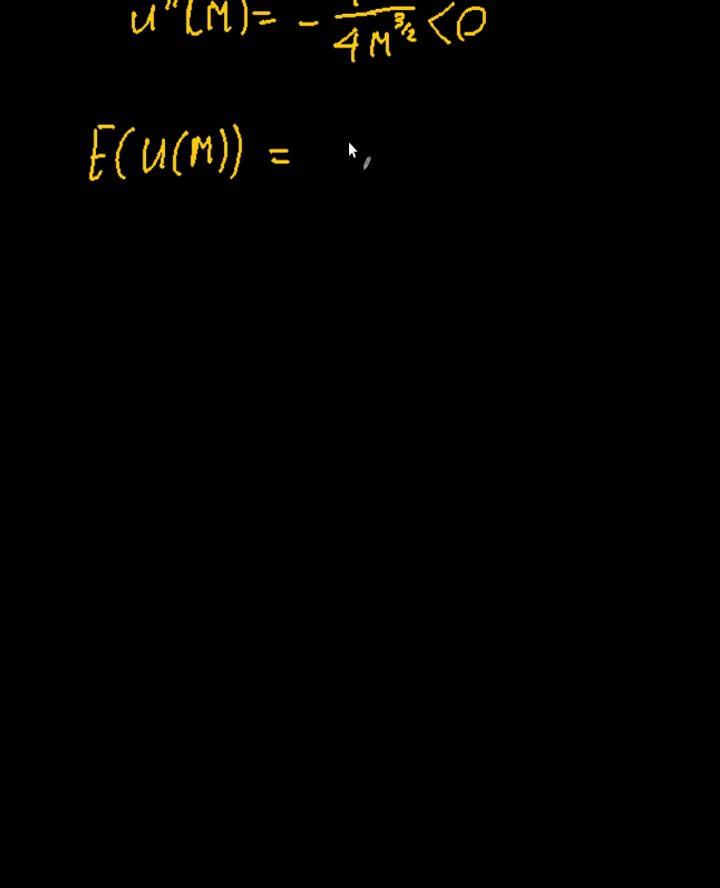 u''(M) = - 1/4M^3/2 < 0
E(u(M)) =